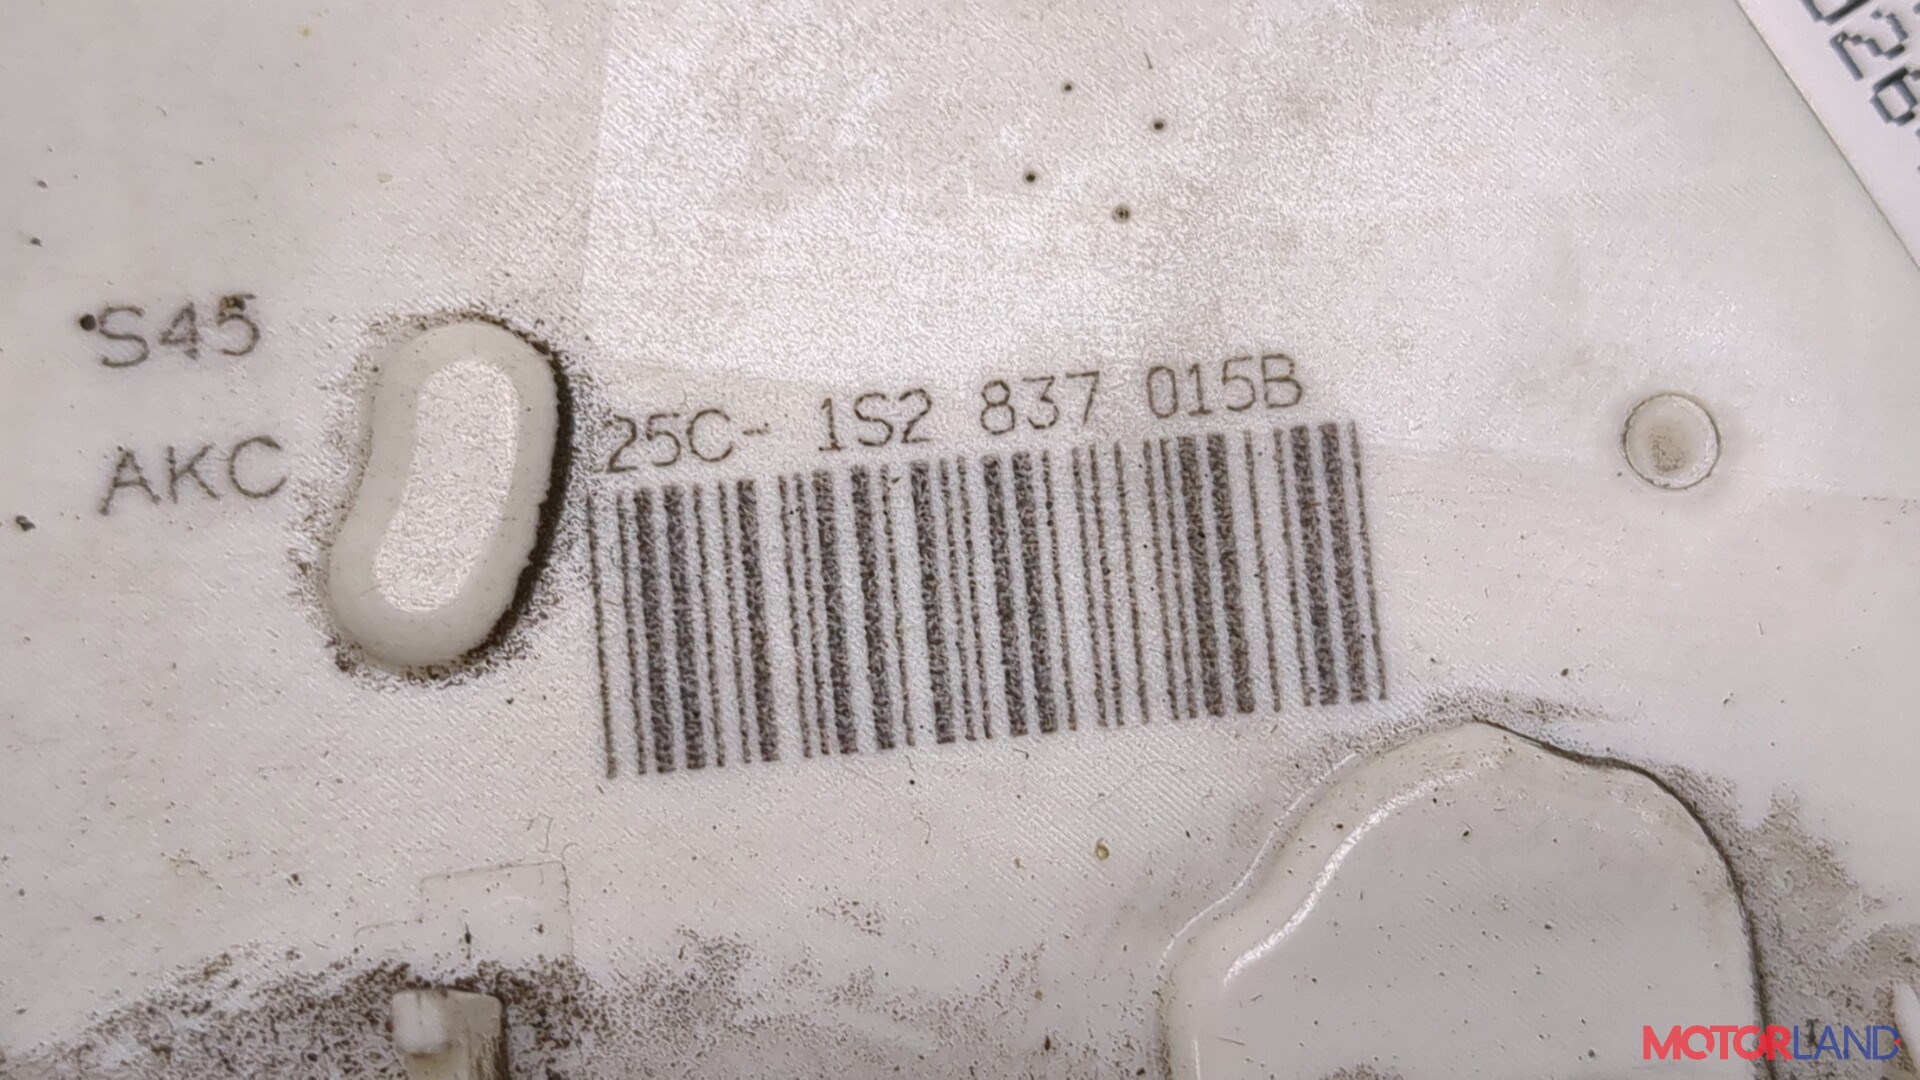 S45
AKC
25C- 1S2 837 015B
MOTORLAND